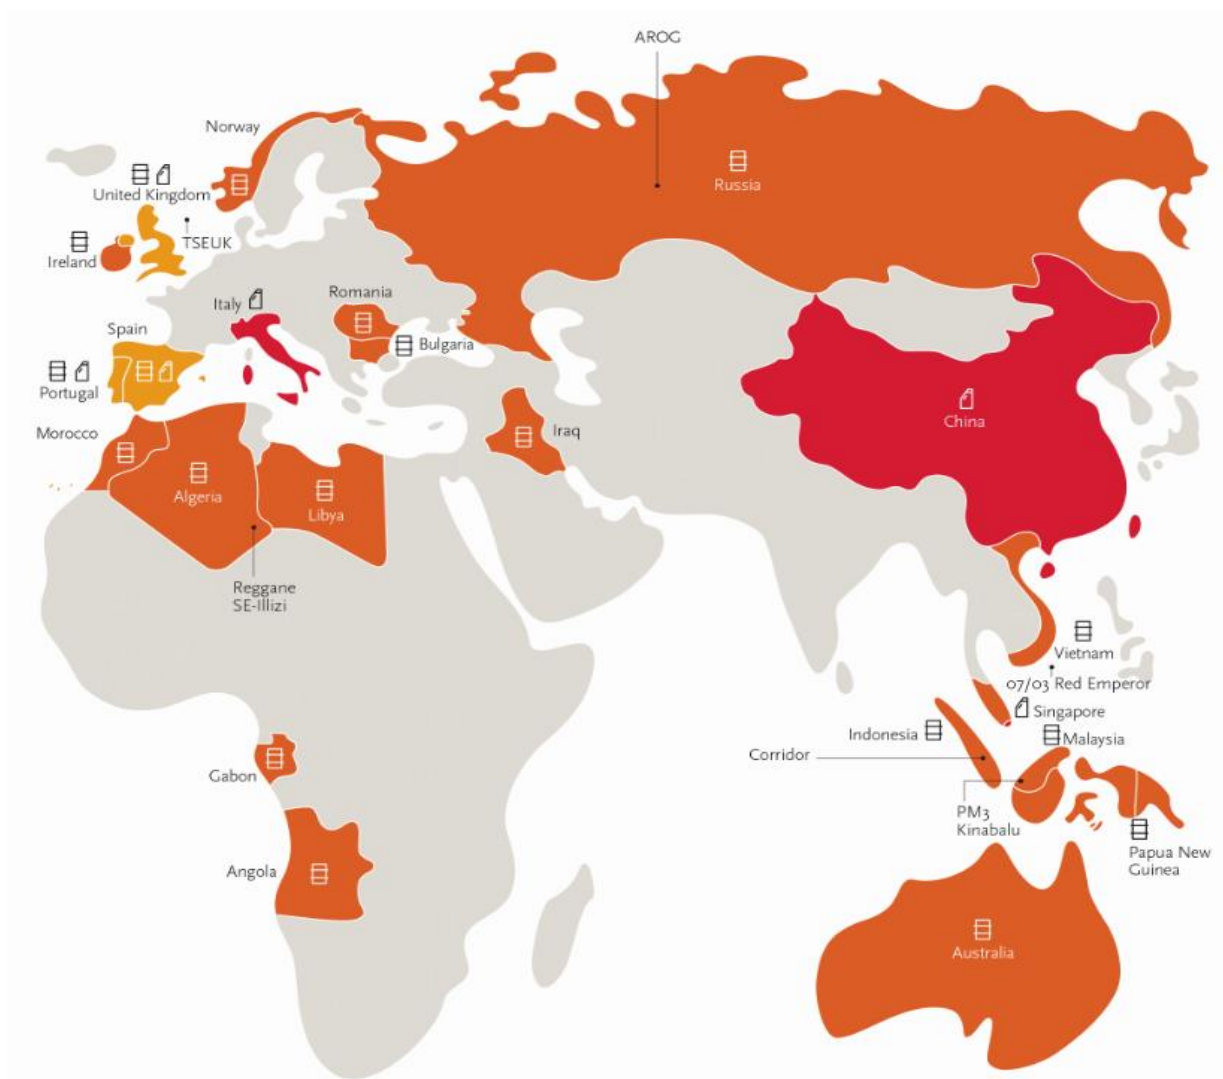 AROG
Norway
Russia
United Kingdom
TSEUK
Ireland
Italy
Romania
Spain
Bulgaria
Portugal
Morocco
Iraq
China
Algeria
Libya
Reggane
SE-Illizi
Vietnam
07/03 Red Emperor
Singapore
Indonesia
Malaysia
Corridor
Gabon
PM3
Kinabalu
Papua New
Guinea
Angola
Australia